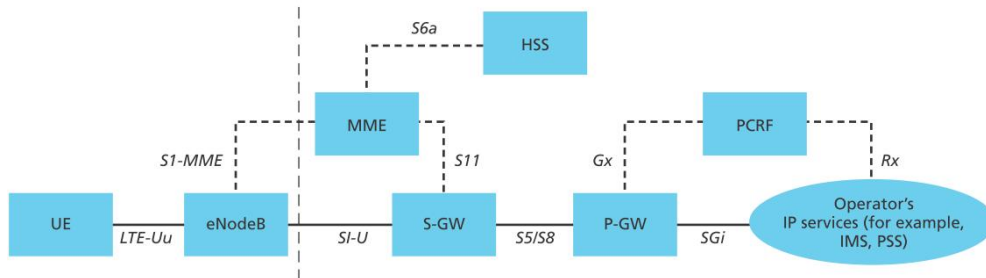 S6a
HSS
MME
PCRF
S1-MME
S11
Gx
Rx
UE
LTE-Uu
eNodeB
SI-U
S-GW
S5/S8
P-GW
SGi
Operator's
IP services (for example,
IMS, PSS)